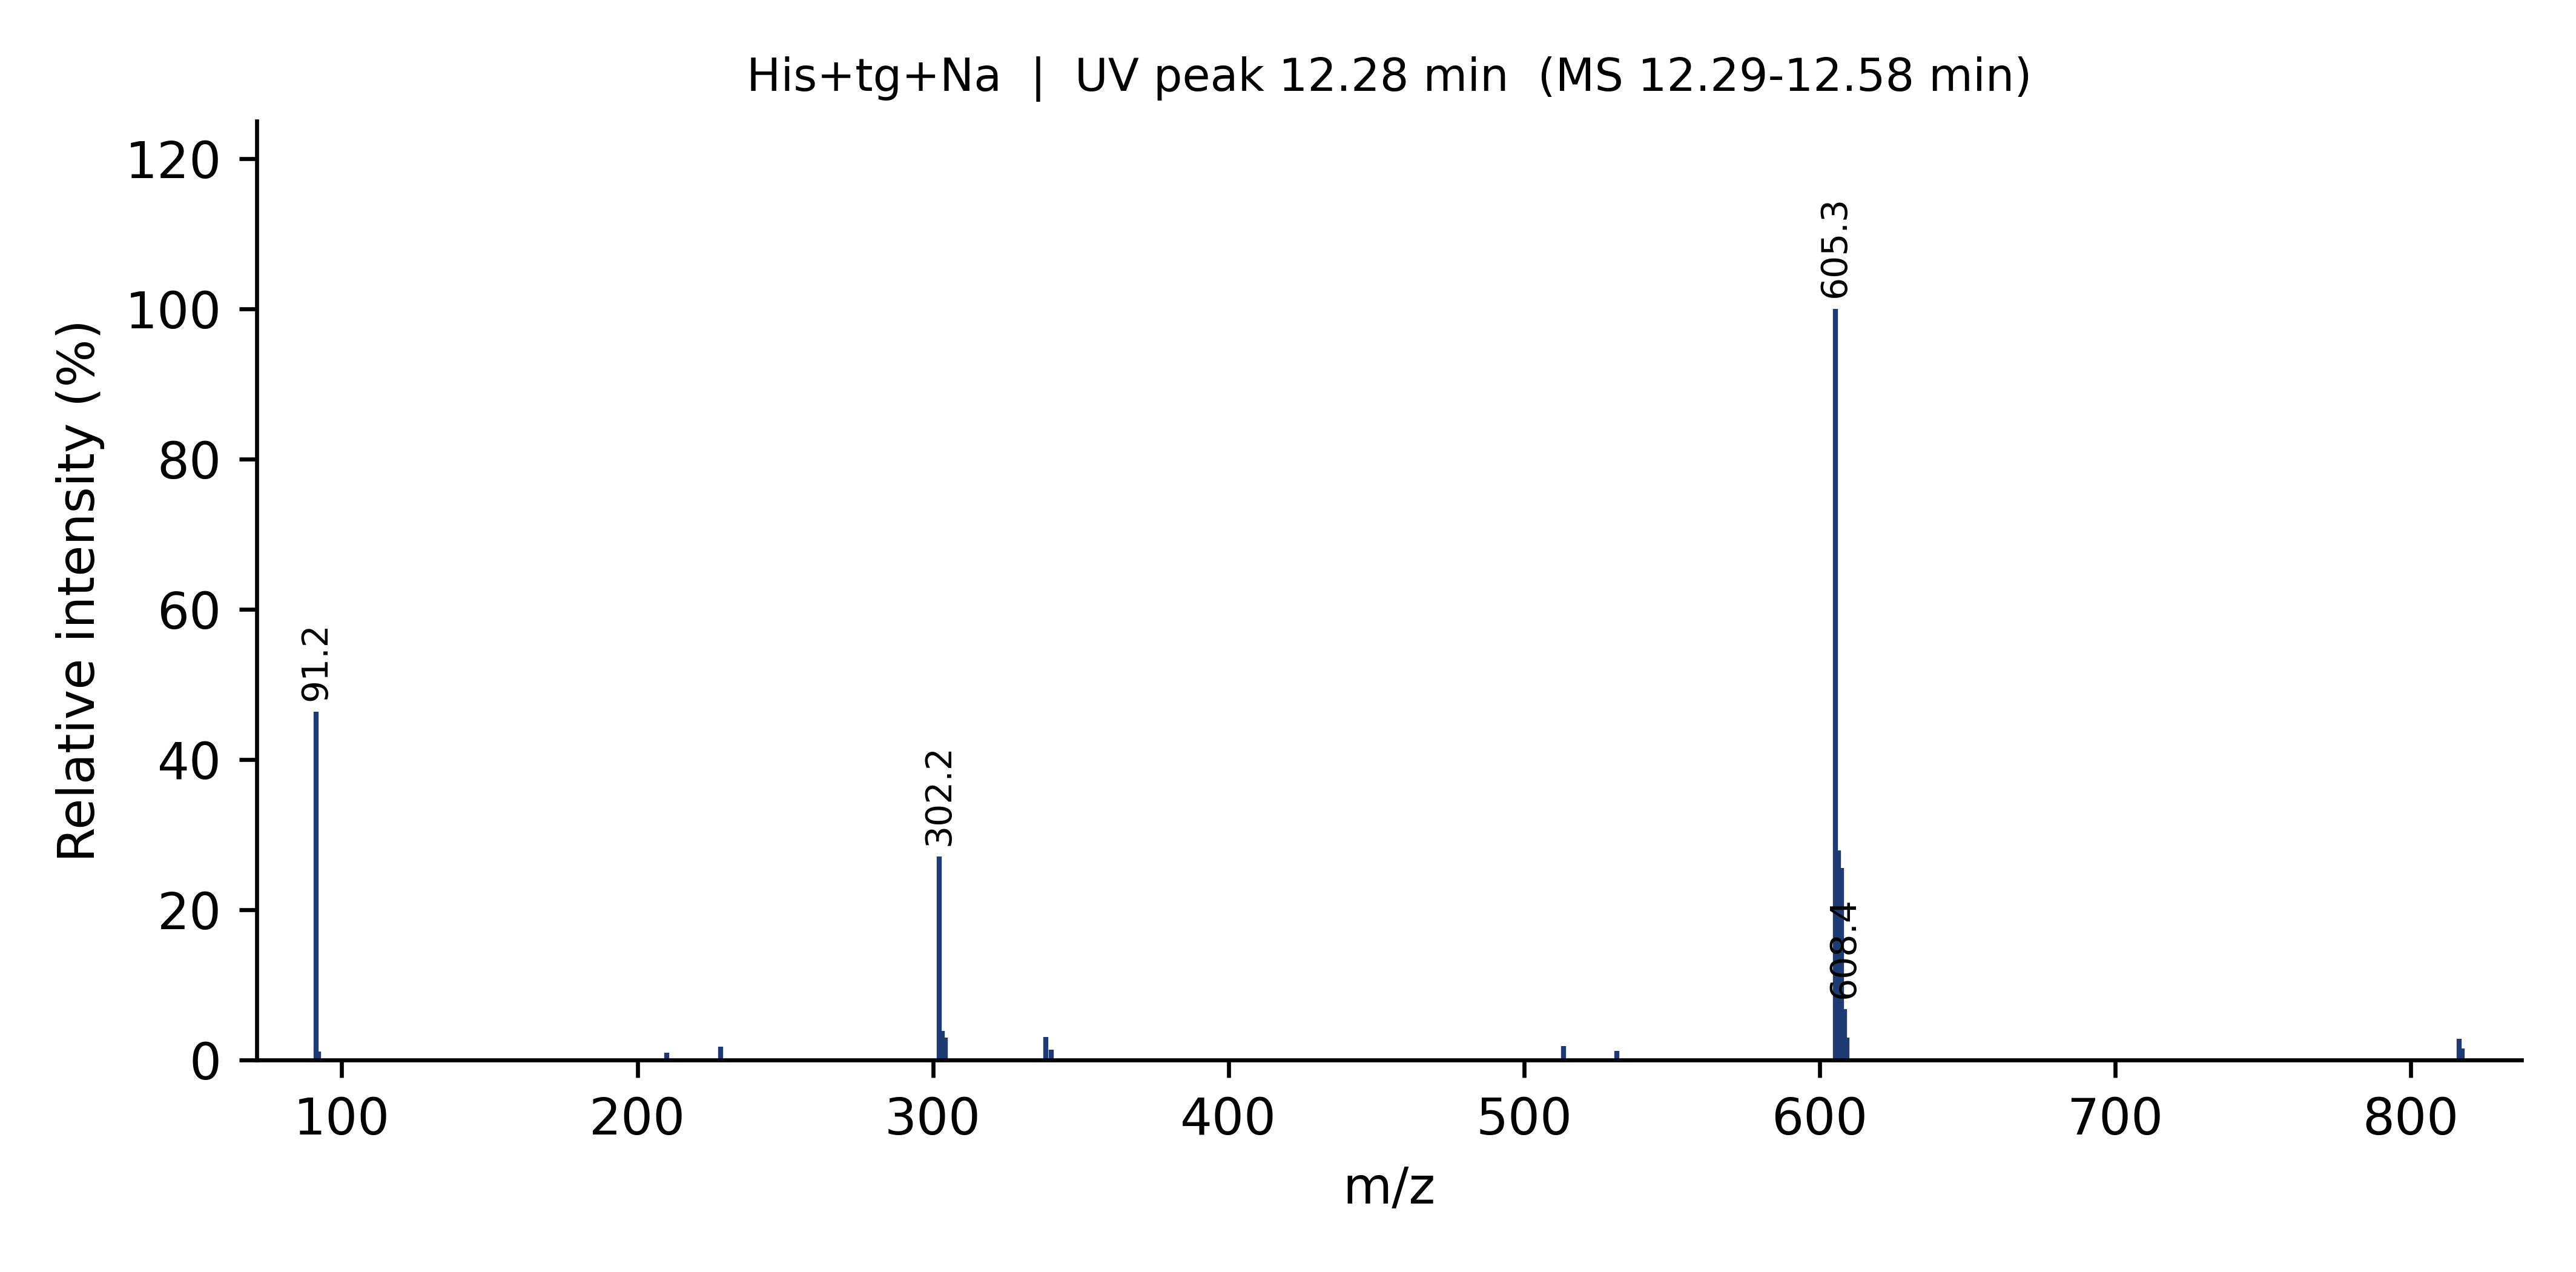 His+tg+Na | UV peak 12.28 min (MS 12.29-12.58 min)
Relative intensity (%)
120
100
80
60
40
20
0
91.2
302.2
605.3
608.4
100 200 300 400 500 600 700 800
m/z